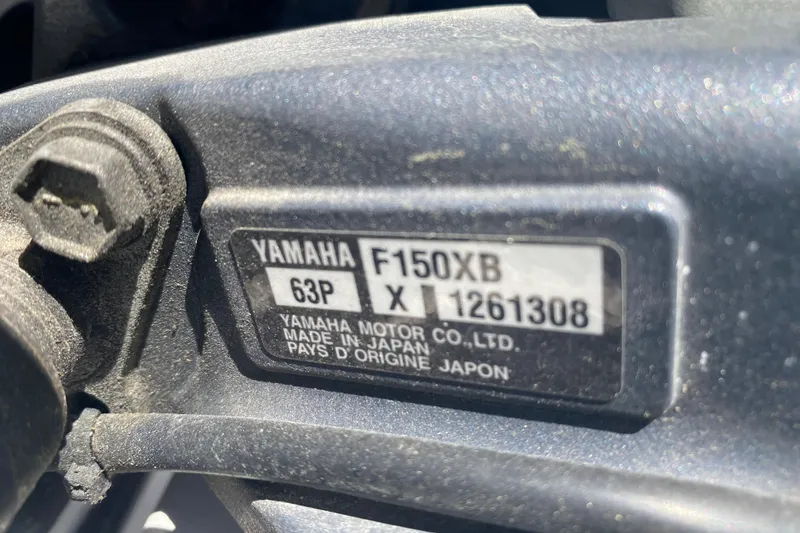 YAMAHA F150XB
63P X 1261308
YAMAHA MOTOR CO.,LTD.
MADE IN JAPAN
PAYS D'ORIGINE JAPON